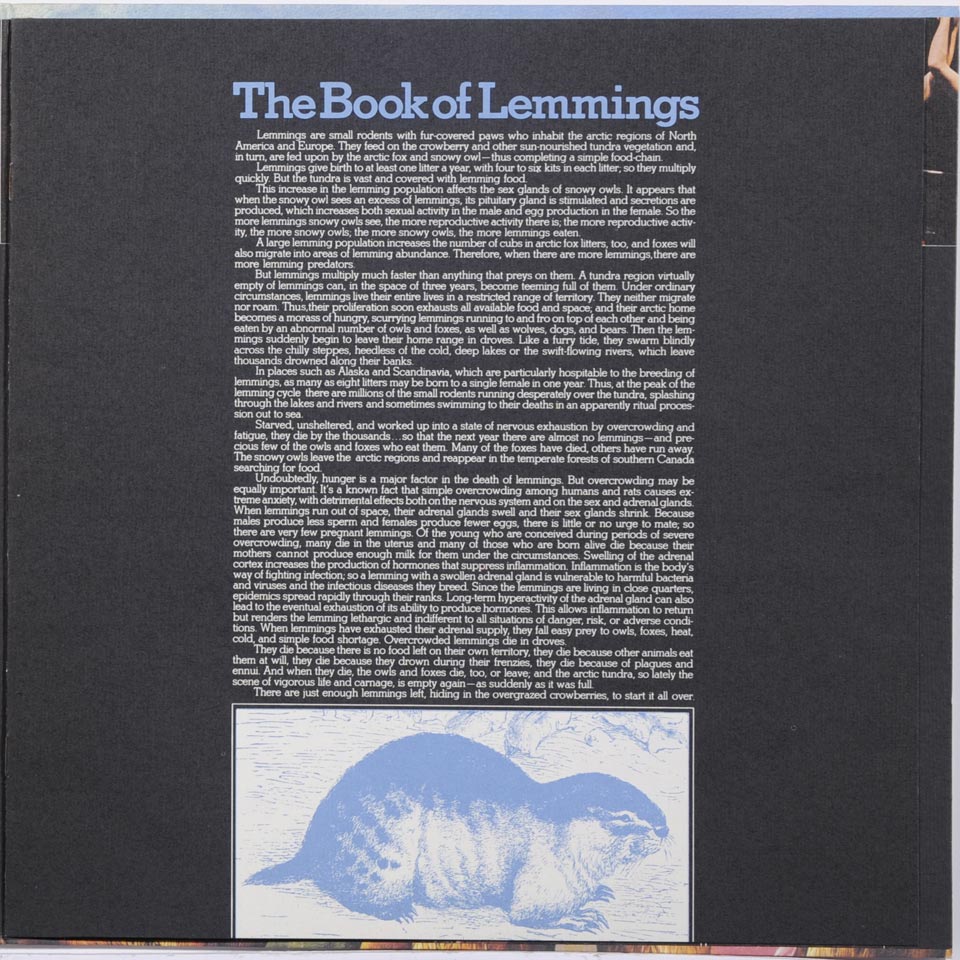 The Book of Lemmings
Lemmings are small rodents with fur-covered paws who inhabit the arctic regions of North
America and Europe. They feed on the crowberry and other sun-nourished tundra vegetation and,
in turn, are fed upon by the arctic fox and snowy owl—thus completing a simple food-chain.
Lemmings give birth to at least one litter a year, with four to six kits in each litter; so they multiply
quickly. But the tundra is vast and covered with lemming food.
This increase in the lemming population affects the sex glands of snowy owls. It appears that
when the snowy owl sees an excess of lemmings, its pituitary gland is stimulated and secretions are
produced, which increases both sexual activity in the male and egg production in the female. So the
more lemmings snowy owls see, the more reproductive activity there is; the more reproductive activ-
ity, the more snowy owls; the more snowy owls, the more lemmings eaten.
A large lemming population increases the number of cubs in arctic fox litters, too, and foxes will
also migrate into areas of lemming abundance. Therefore, when there are more lemmings,there are
more lemming predators.
But lemmings multiply much faster than anything that preys on them. A tundra region virtually
empty of lemmings can, in the space of three years, become teeming full of them. Under ordinary
circumstances, lemmings live their entire lives in a restricted range of territory. They neither migrate
nor roam. Thus,their proliferation soon exhausts all available food and space; and their arctic home
becomes a morass of hungry, scurrying lemmings running to and fro on top of each other and being
eaten by an abnormal number of owls and foxes, as well as wolves, dogs, and bears. Then the lem-
mings suddenly begin to leave their home range in droves. Like a furry tide, they swarm blindly
across the chilly steppes, heedless of the cold, deep lakes or the swift-flowing rivers, which leave
thousands drowned along their banks.
In places such as Alaska and Scandinavia, which are particularly hospitable to the breeding of
lemmings, as many as eight litters may be born to a single female in one year. Thus, at the peak of the
lemming cycle there are millions of the small rodents running desperately over the tundra, splashing
through the lakes and rivers and sometimes swimming to their deaths in an apparently ritual proces-
sion out to sea.
Starved, unsheltered, and worked up into a state of nervous exhaustion by overcrowding and
fatigue, they die by the thousands...so that the next year there are almost no lemmings—and pre-
cious few of the owls and foxes who eat them. Many of the foxes have died, others have run away.
The snowy owls leave the arctic regions and reappear in the temperate forests of southern Canada
searching for food.
Undoubtedly, hunger is a major factor in the death of lemmings. But overcrowding may be
equally important. It's a known fact that simple overcrowding among humans and rats causes ex-
treme anxiety, with detrimental effects both on the nervous system and on the sex and adrenal glands.
When lemmings run out of space, their adrenal glands swell and their sex glands shrink. Because
males produce less sperm and females produce fewer eggs, there is little or no urge to mate; so
there are very few pregnant lemmings. Of the young who are conceived during periods of severe
overcrowding, many die in the uterus and many of those who are born alive die because their
mothers cannot produce enough milk for them under the circumstances. Swelling of the adrenal
cortex increases the production of hormones that suppress inflammation. Inflammation is the body's
way of fighting infection; so a lemming with a swollen adrenal gland is vulnerable to harmful bacteria
and viruses and the infectious diseases they breed. Since the lemmings are living in close quarters,
epidemics spread rapidly through their ranks. Long-term hyperactivity of the adrenal gland can also
lead to the eventual exhaustion of its ability to produce hormones. This allows inflammation to return
but renders the lemming lethargic and indifferent to all situations of danger, risk, or adverse condi-
tions. When lemmings have exhausted their adrenal supply, they fall easy prey to owls, foxes, heat,
cold, and simple food shortage. Overcrowded lemmings die in droves.
They die because there is no food left on their own territory, they die because other animals eat
them at will, they die because they drown during their frenzies, they die because of plagues and
ennui. And when they die, the owls and foxes die, too, or leave; and the arctic tundra, so lately the
scene of vigorous life and carnage, is empty again—as suddenly as it was full.
There are just enough lemmings left, hiding in the overgrazed crowberries, to start it all over.